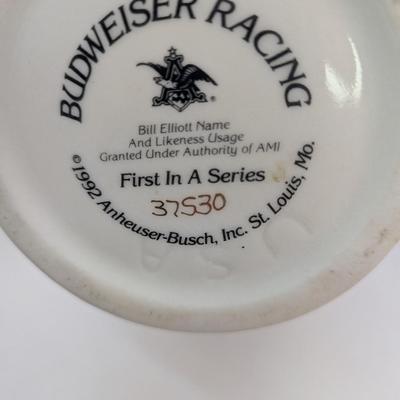 BUDWEISER RACING
Bill Elliott Name
And Likeness Usage
Granted Under Authority of AMI
First In A Series
37530
©1992 Anheuser-Busch, Inc. St. Louis, Mo.
USA